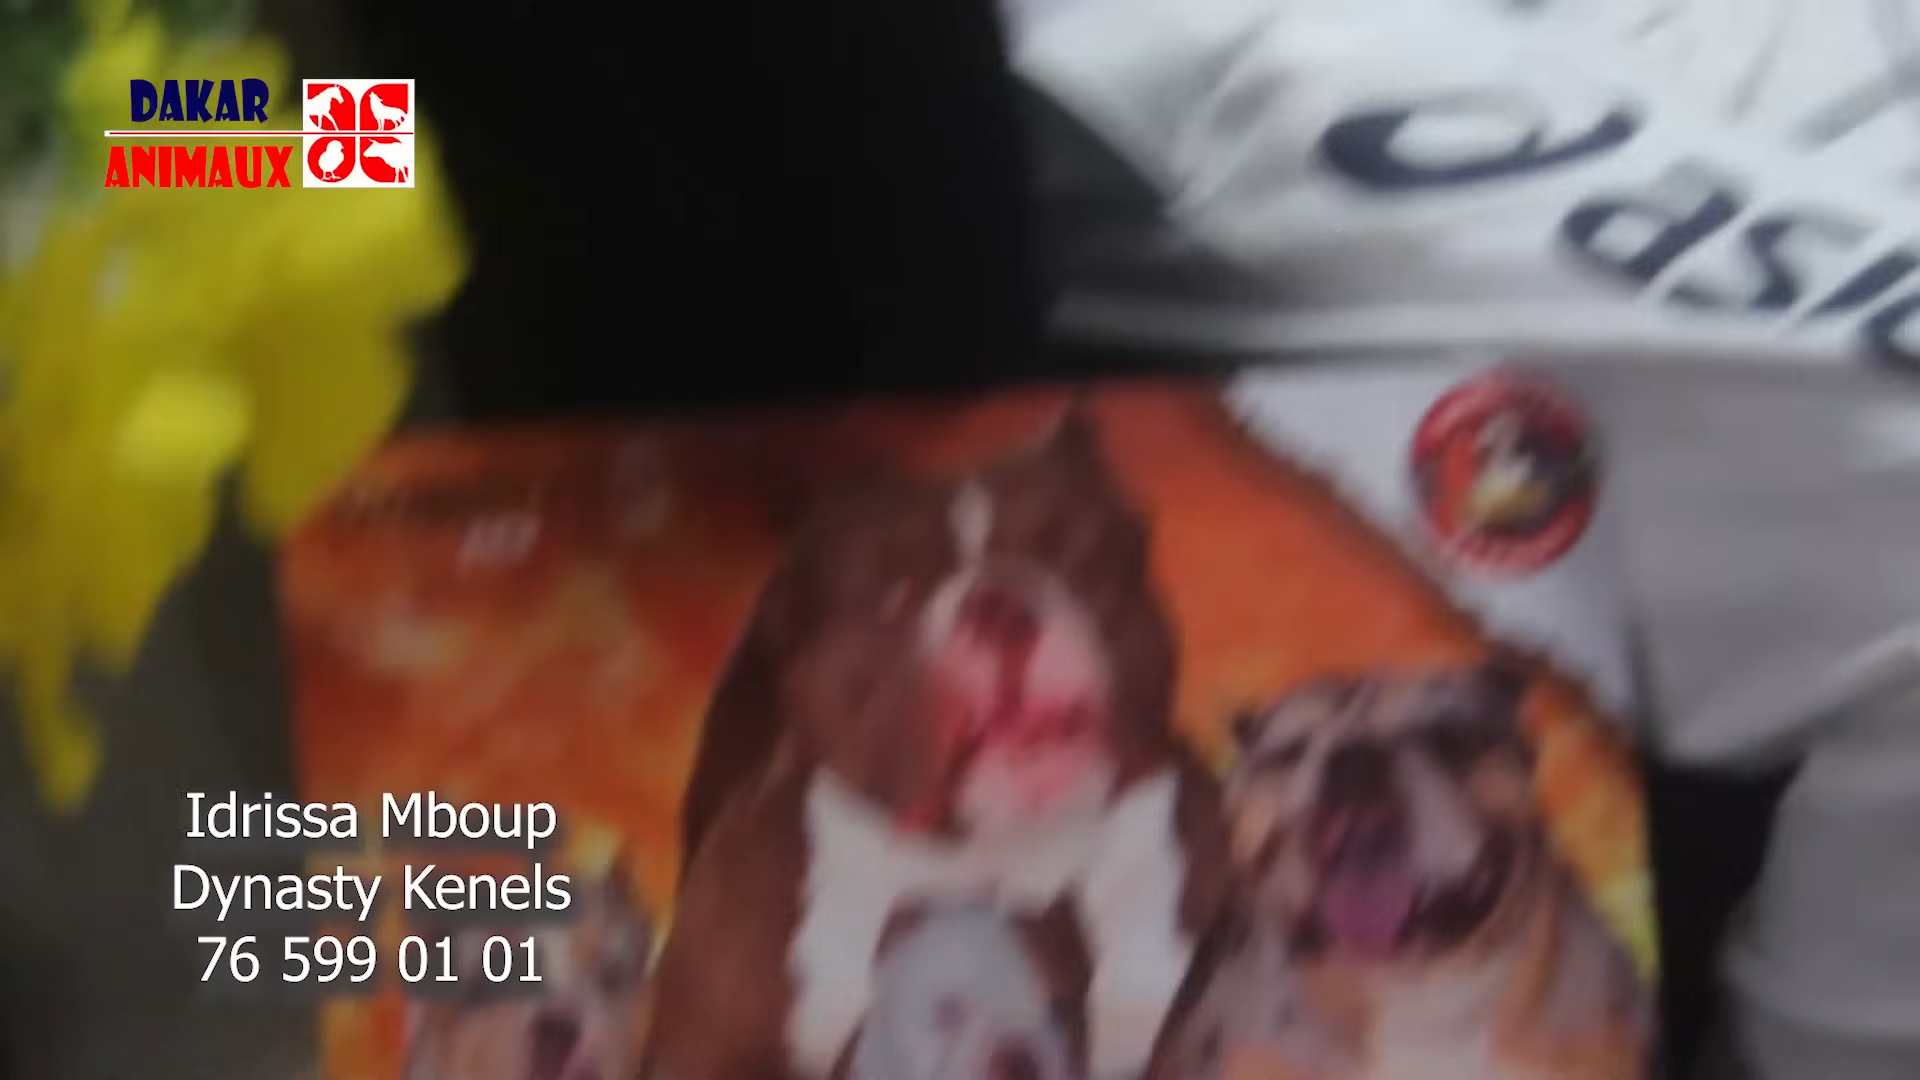 DAKAR
ANIMAUX
Idrissa Mboup
Dynasty Kenels
76 599 01 01